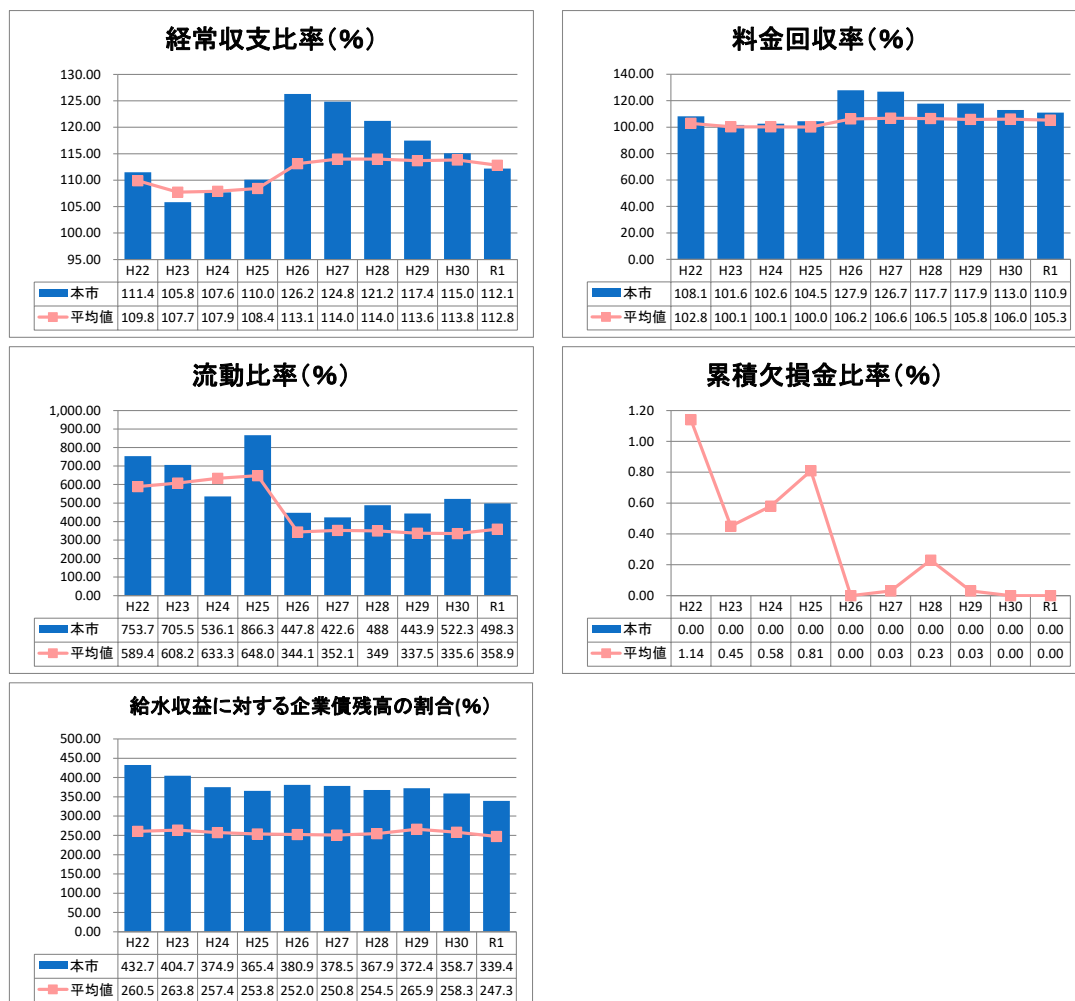 経常収支比率(%)
130.00
125.00
120.00
115.00
110.00
105.00
100.00
95.00
H22 H23 H24 H25 H26 H27 H28 H29 H30 R1
本市 111.4 105.8 107.6 110.0 126.2 124.8 121.2 117.4 115.0 112.1
平均値 109.8 107.7 107.9 108.4 113.1 114.0 114.0 113.6 113.8 112.8
料金回収率(%)
140.00
120.00
100.00
80.00
60.00
40.00
20.00
0.00
H22 H23 H24 H25 H26 H27 H28 H29 H30 R1
本市 108.1 101.6 102.6 104.5 127.9 126.7 117.7 117.9 113.0 110.9
平均値 102.8 100.1 100.1 100.0 106.2 106.6 106.5 105.8 106.0 105.3
流動比率(%)
1,000.00
900.00
800.00
700.00
600.00
500.00
400.00
300.00
200.00
100.00
0.00
H22 H23 H24 H25 H26 H27 H28 H29 H30 R1
本市 753.7 705.5 536.1 866.3 447.8 422.6 488 443.9 522.3 498.3
平均値 589.4 608.2 633.3 648.0 344.1 352.1 349 337.5 335.6 358.9
累積欠損金比率(%)
1.20
1.00
0.80
0.60
0.40
0.20
0.00
H22 H23 H24 H25 H26 H27 H28 H29 H30 R1
本市 0.00 0.00 0.00 0.00 0.00 0.00 0.00 0.00 0.00 0.00
平均値 1.14 0.45 0.58 0.81 0.00 0.03 0.23 0.03 0.00 0.00
給水収益に対する企業債残高の割合(%)
500.00
450.00
400.00
350.00
300.00
250.00
200.00
150.00
100.00
50.00
0.00
H22 H23 H24 H25 H26 H27 H28 H29 H30 R1
本市 432.7 404.7 374.9 365.4 380.9 378.5 367.9 372.4 358.7 339.4
平均値 260.5 263.8 257.4 253.8 252.0 250.8 254.5 265.9 258.3 247.3